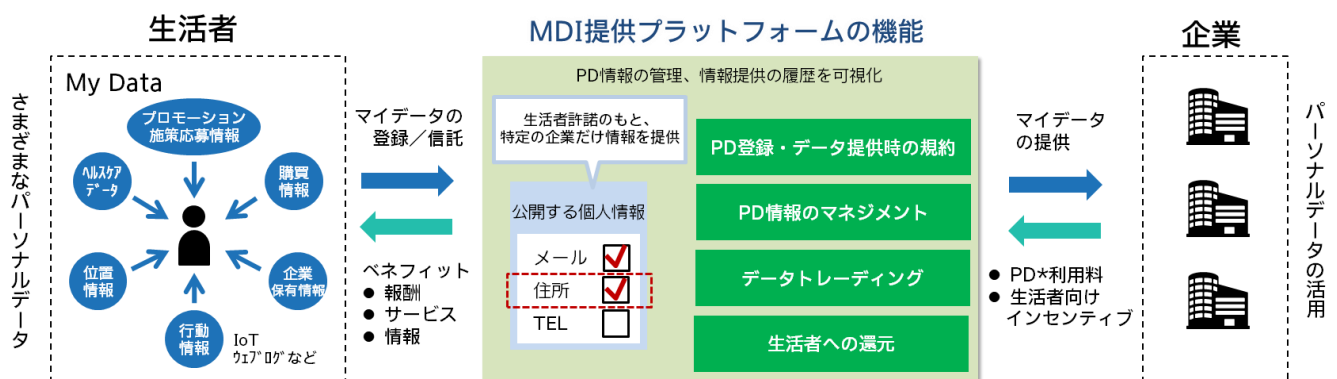 生活者
さまざまなパーソナルデータ
My Data
プロモーション
施策応募情報
ﾍﾙｽｹｱ
ﾃﾞｰﾀ
購買
情報
位置
情報
企業
保有情報
行動
情報
IoT
ｳｪﾌﾞﾛｸﾞなど
マイデータの
登録／信託
ベネフィット
● 報酬
● サービス
● 情報
MDI提供プラットフォームの機能
PD情報の管理、情報提供の履歴を可視化
生活者許諾のもと、
特定の企業だけ情報を提供
公開する個人情報
メール
住所
TEL
PD登録・データ提供時の規約
PD情報のマネジメント
データトレーディング
生活者への還元
マイデータ
の提供
● PD*利用料
● 生活者向け
インセンティブ
企業
パーソナルデータの活用